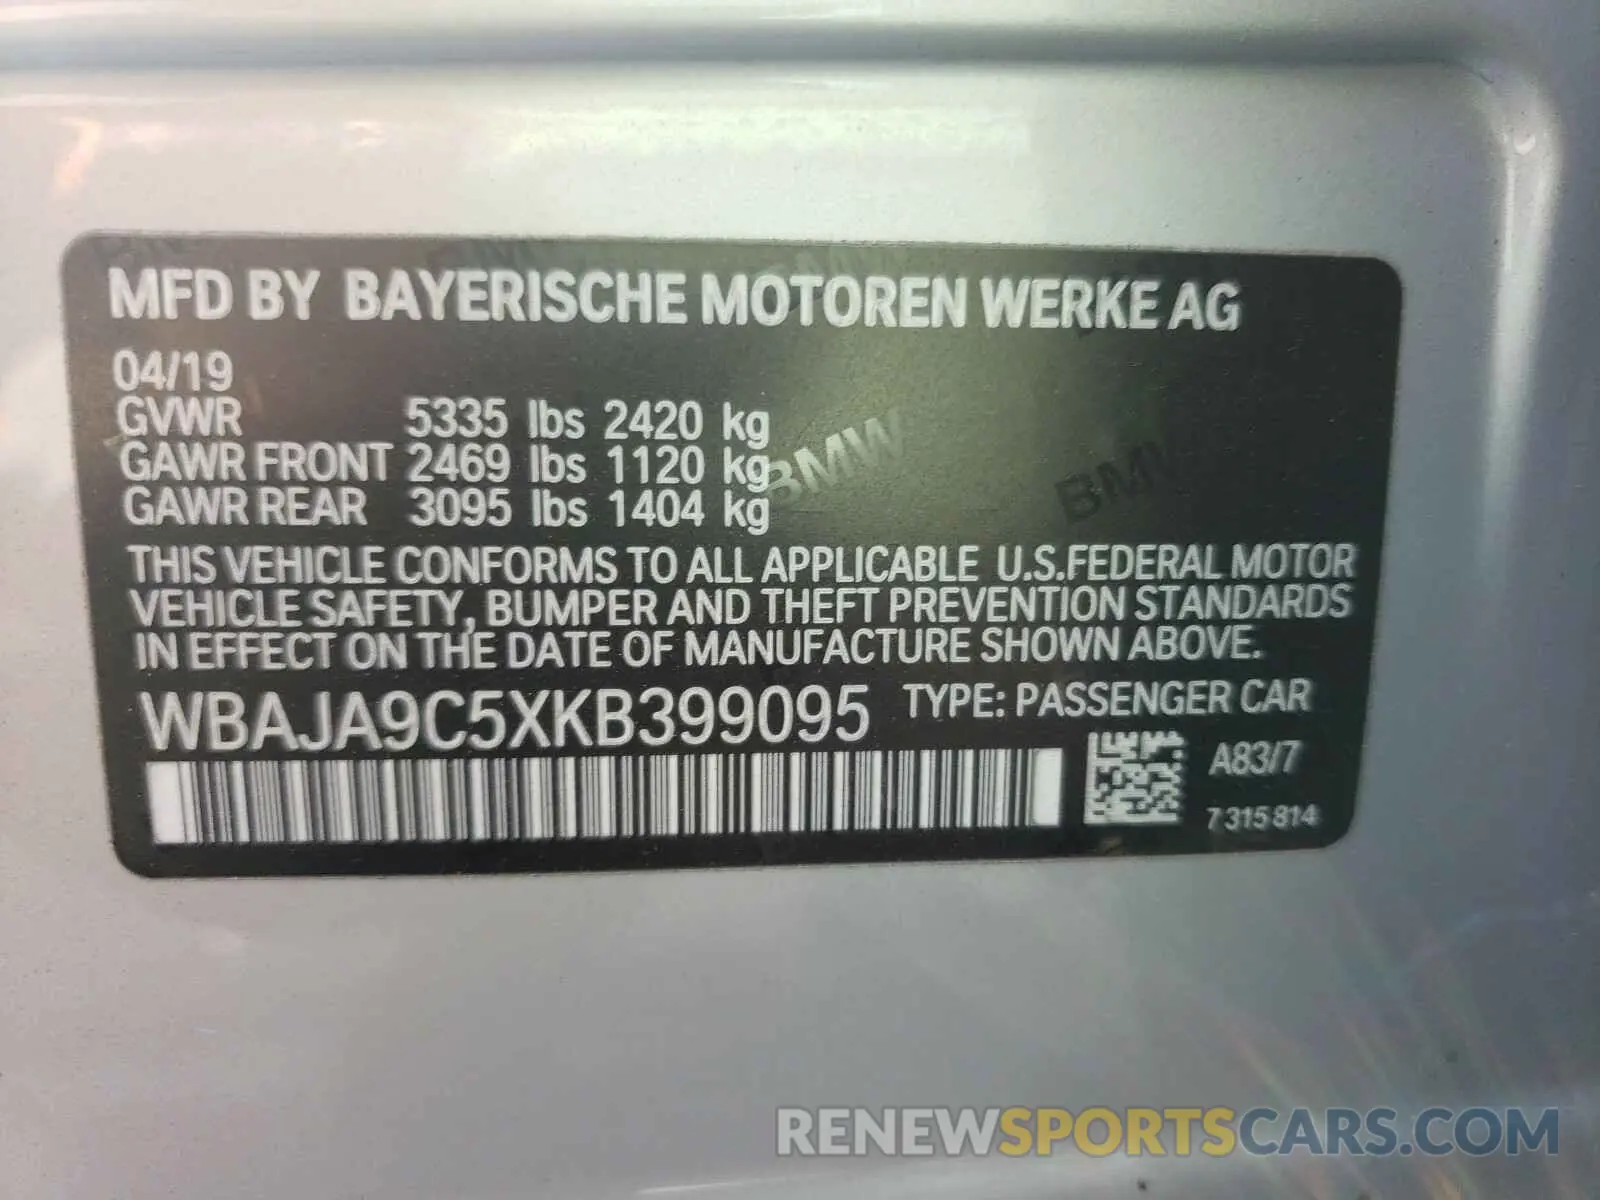 MFD BY BAYERISCHE MOTOREN WERKE AG
04/19
GVWR 5335 lbs 2420 kg
GAWR FRONT 2469 lbs 1120 kg
GAWR REAR 3095 lbs 1404 kg
BMW BMW
THIS VEHICLE CONFORMS TO ALL APPLICABLE U.S.FEDERAL MOTOR
VEHICLE SAFETY, BUMPER AND THEFT PREVENTION STANDARDS
IN EFFECT ON THE DATE OF MANUFACTURE SHOWN ABOVE.
WBAJA9C5XKB399095 TYPE: PASSENGER CAR
A83/7
7 315 814
RENEWSPORTSCARS.COM